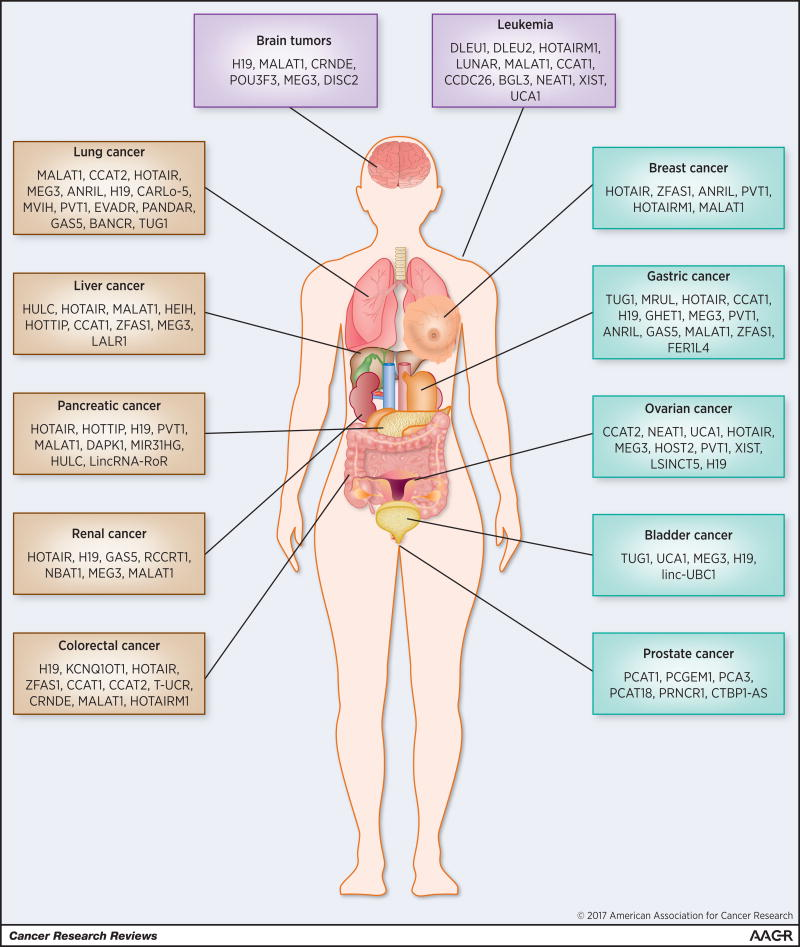 Brain tumors
H19, MALAT1, CRNDE,
POU3F3, MEG3, DISC2
Leukemia
DLEU1, DLEU2, HOTAIRM1,
LUNAR, MALAT1, CCAT1,
CCDC26, BGL3, NEAT1, XIST,
UCA1
Lung cancer
MALAT1, CCAT2, HOTAIR,
MEG3, ANRIL, H19, CARLo-5,
MVIH, PVT1, EVADR, PANDAR,
GAS5, BANCR, TUG1
Liver cancer
HULC, HOTAIR, MALAT1, HEIH,
HOTTIP, CCAT1, ZFAS1, MEG3,
LALR1
Pancreatic cancer
HOTAIR, HOTTIP, H19, PVT1,
MALAT1, DAPK1, MIR31HG,
HULC, LincRNA-RoR
Renal cancer
HOTAIR, H19, GAS5, RCCRT1,
NBAT1, MEG3, MALAT1
Colorectal cancer
H19, KCNQ1OT1, HOTAIR,
ZFAS1, CCAT1, CCAT2, T-UCR,
CRNDE, MALAT1, HOTAIRM1
Breast cancer
HOTAIR, ZFAS1, ANRIL, PVT1,
HOTAIRM1, MALAT1
Gastric cancer
TUG1, MRUL, HOTAIR, CCAT1,
H19, GHET1, MEG3, PVT1,
ANRIL, GAS5, MALAT1, ZFAS1,
FER1L4
Ovarian cancer
CCAT2, NEAT1, UCA1, HOTAIR,
MEG3, HOST2, PVT1, XIST,
LSINCT5, H19
Bladder cancer
TUG1, UCA1, MEG3, H19,
linc-UBC1
Prostate cancer
PCAT1, PCGEM1, PCA3,
PCAT18, PRNCR1, CTBP1-AS
© 2017 American Association for Cancer Research
Cancer Research Reviews
AACR